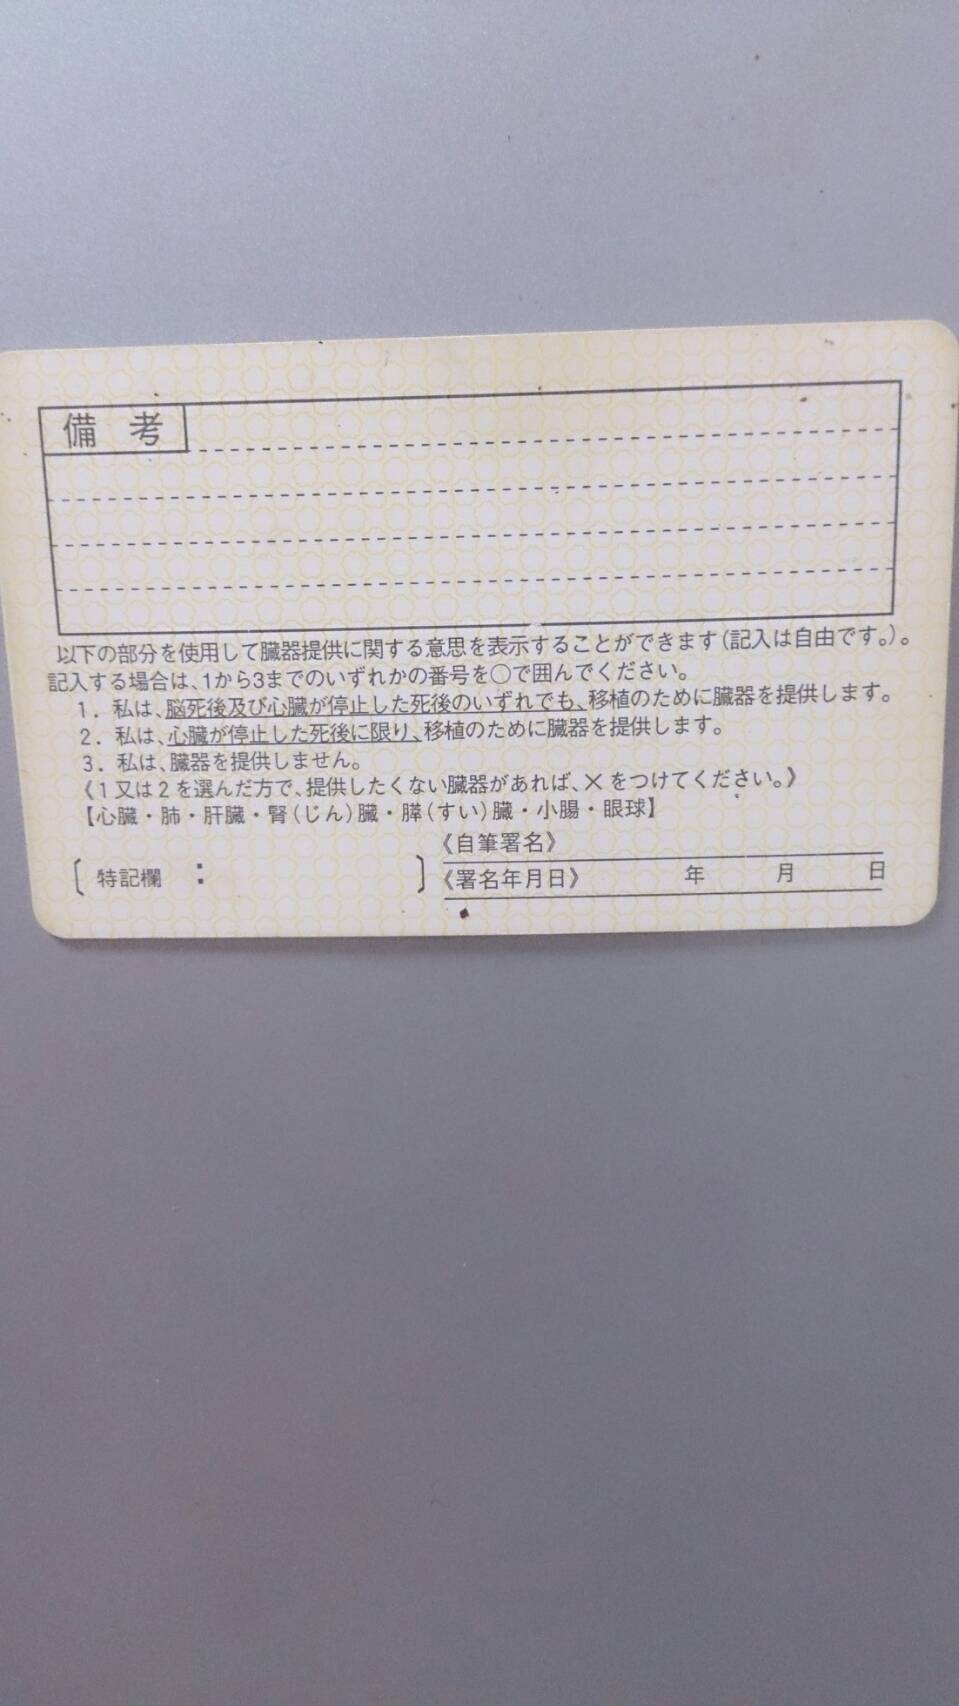 備 考
以下の部分を使用して臓器提供に関する意思を表示することができます(記入は自由です。)。
記入する場合は、1から3までのいずれかの番号を○で囲んでください。
1. 私は、脳死後及び心臓が停止した死後のいずれでも、移植のために臓器を提供します。
2. 私は、心臓が停止した死後に限り、移植のために臓器を提供します。
3. 私は、臓器を提供しません。
《1又は2を選んだ方で、提供したくない臓器があれば、×をつけてください。》
【心臓・肺・肝臓・腎(じん)臓・膵(すい)臓・小腸・眼球】
《自筆署名》
〔 特記欄 : 〕《署名年月日》 年 月 日